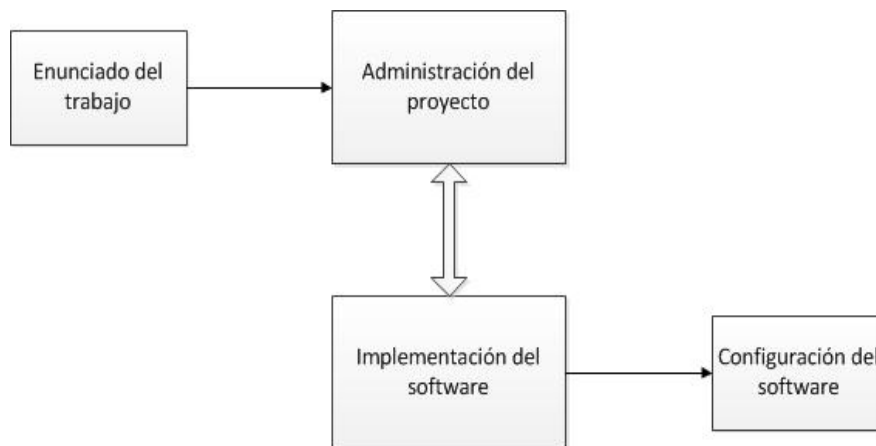 Enunciado del
trabajo
Administración del
proyecto
Implementación del
software
Configuración del
software